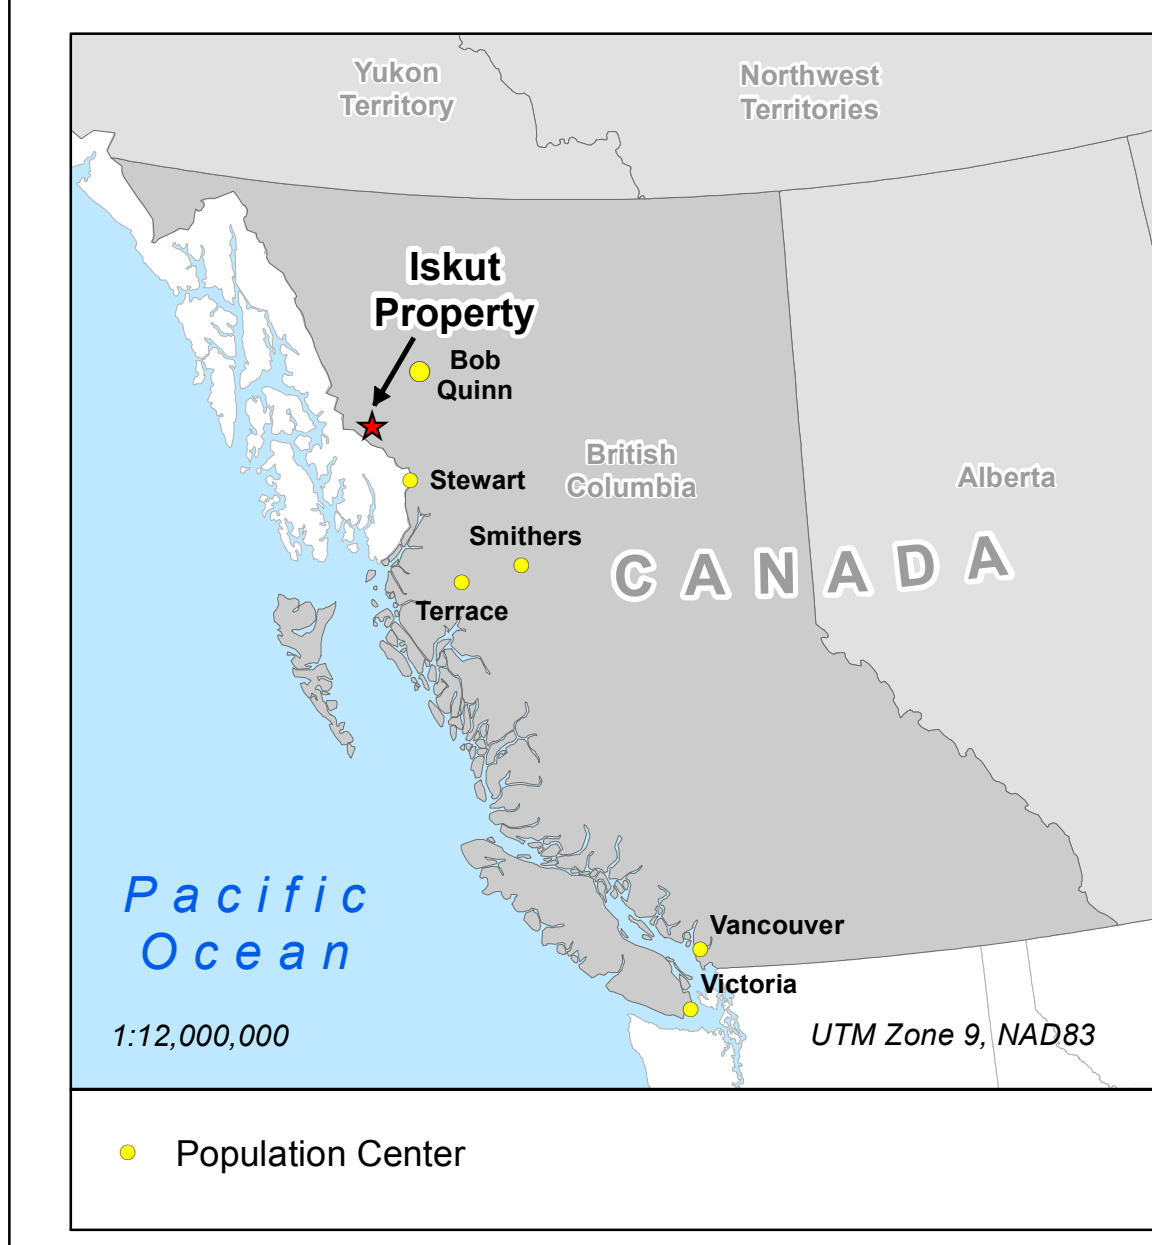 Yukon
Territory
Northwest
Territories
Iskut
Property
Bob
Quinn
British
Columbia
Alberta
Stewart
Smithers
CANADA
Terrace
Pacific
Ocean
Vancouver
Victoria
1:12,000,000
UTM Zone 9, NAD83
Population Center